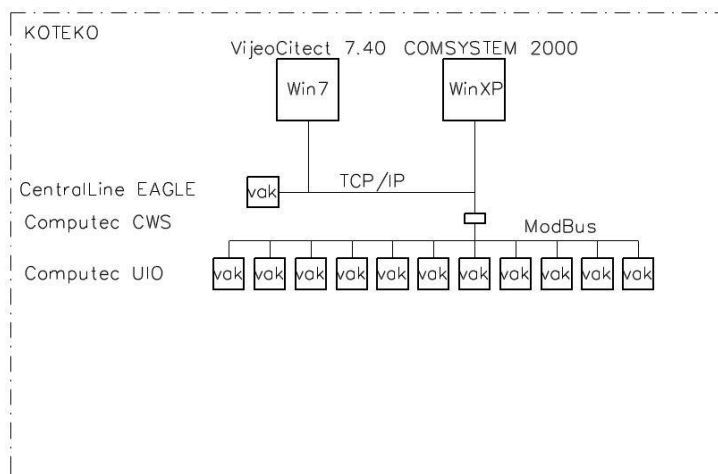 KOTEKO
VijeoCitect 7.40 COMSYSTEM 2000
Win7 WinXP
TCP/IP
CentralLine EAGLE vak
Computec CWS
ModBus
Computec UIO vak vak vak vak vak vak vak vak vak vak vak